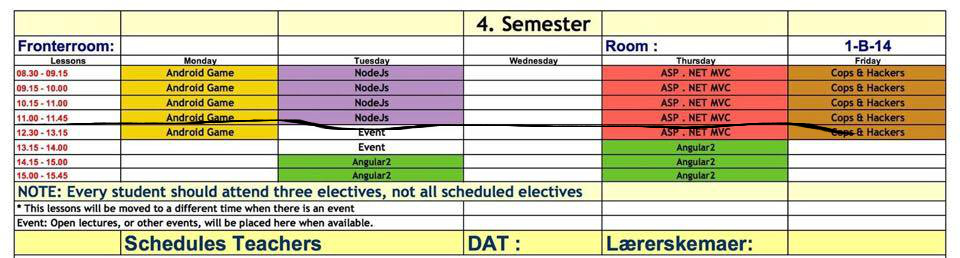 4. Semester
Fronterroom: Room : 1-B-14
Lessons Monday Tuesday Wednesday Thursday Friday
08.30 - 09.15 Android Game NodeJs ASP . NET MVC Cops & Hackers
09.15 - 10.00 Android Game NodeJs ASP . NET MVC Cops & Hackers
10.15 - 11.00 Android Game NodeJs ASP . NET MVC Cops & Hackers
11.00 - 11.45 Android Game NodeJs ASP . NET MVC Cops & Hackers
12.30 - 13.15 Android Game Event ASP . NET MVC Cops & Hackers
13.15 - 14.00 Event Angular2
14.15 - 15.00 Angular2 Angular2
15.00 - 15.45 Angular2 Angular2
NOTE: Every student should attend three electives, not all scheduled electives
* This lessons will be moved to a different time when there is an event
Event: Open lectures, or other events, will be placed here when available.
Schedules Teachers DAT : Lærerskemaer: